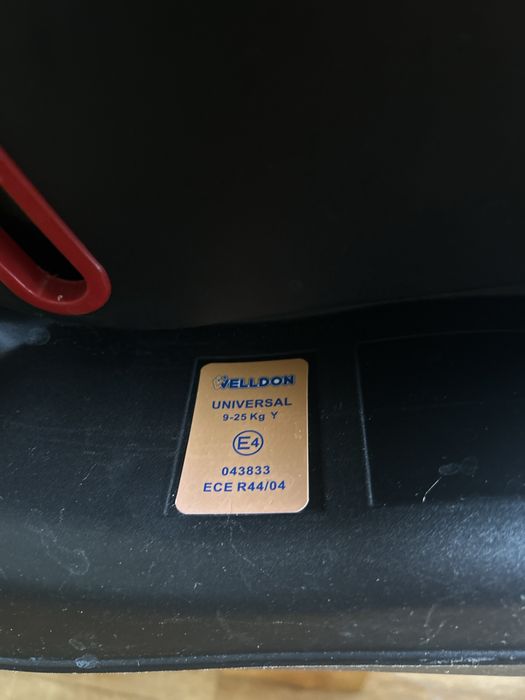 WELLDON
UNIVERSAL
9-25 Kg Y
E4
043833
ECE R44/04